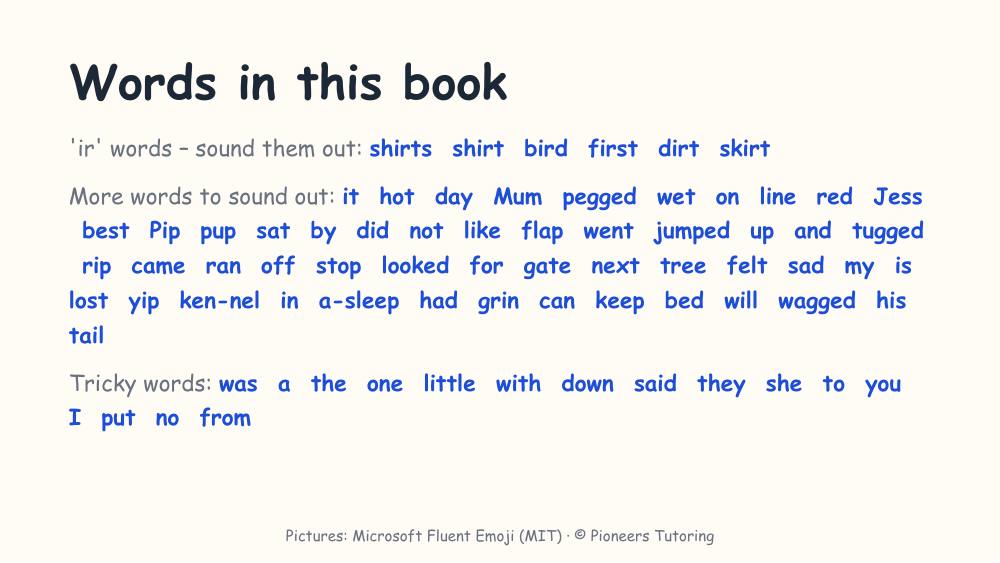 Words in this book
'ir' words – sound them out: shirts shirt bird first dirt skirt
More words to sound out: it hot day Mum pegged wet on line red Jess
best Pip pup sat by did not like flap went jumped up and tugged
rip came ran off stop looked for gate next tree felt sad my is
lost yip ken-nel in a-sleep had grin can keep bed will wagged his
tail
Tricky words: was a the one little with down said they she to you
I put no from
Pictures: Microsoft Fluent Emoji (MIT) · © Pioneers Tutoring